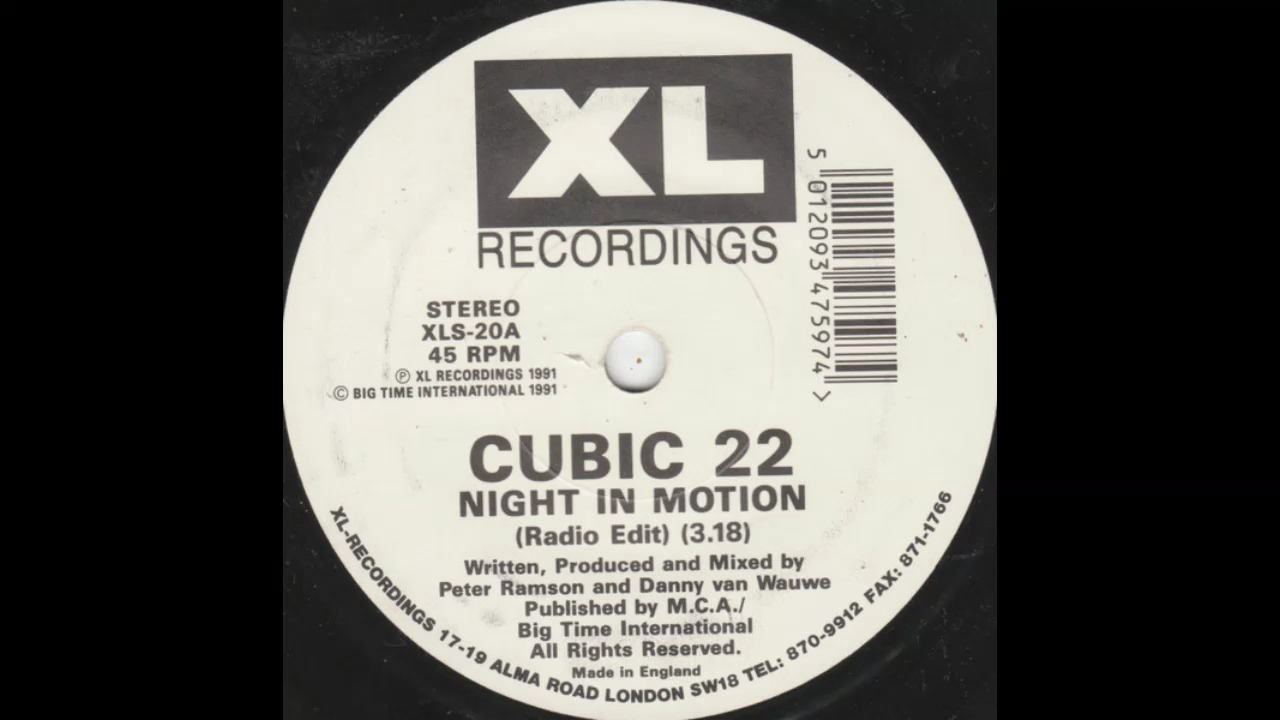 XL
RECORDINGS
5 012093 475974 >
STEREO
XLS-20A
45 RPM
Ⓟ XL RECORDINGS 1991
© BIG TIME INTERNATIONAL 1991
CUBIC 22
NIGHT IN MOTION
(Radio Edit) (3.18)
Written, Produced and Mixed by
Peter Ramson and Danny van Wauwe
Published by M.C.A./
Big Time International
All Rights Reserved.
Made in England
XL-RECORDINGS 17-19 ALMA ROAD LONDON SW18 TEL: 870-9912 FAX: 871-1766